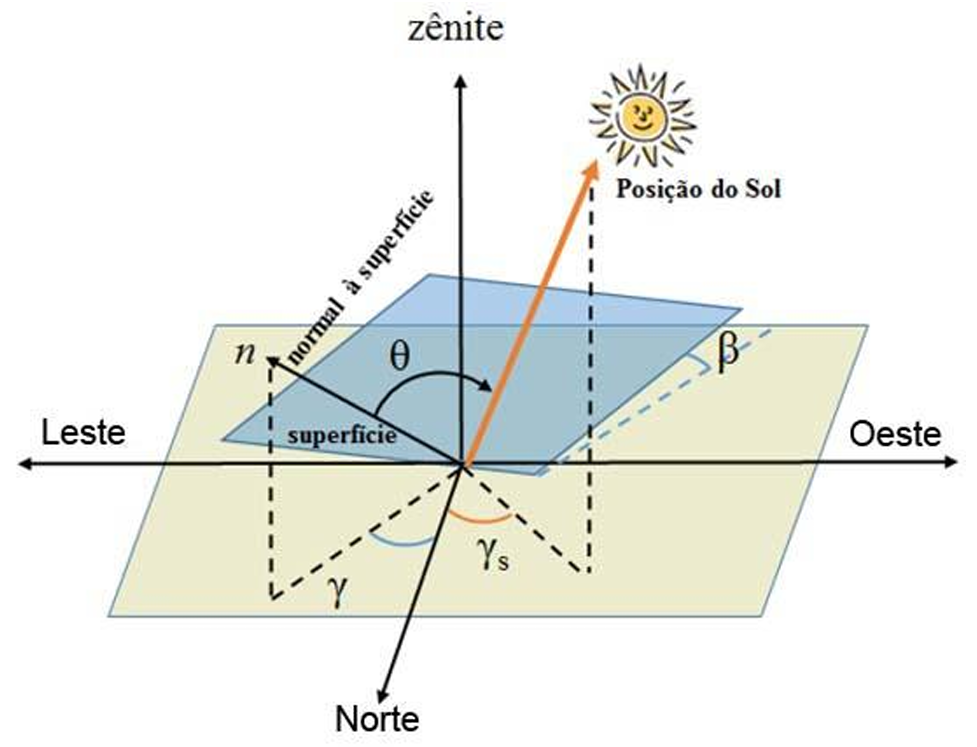 zênite
Posição do Sol
normal à superfície
n
θ
β
superfície
Leste
Oeste
γs
γ
Norte